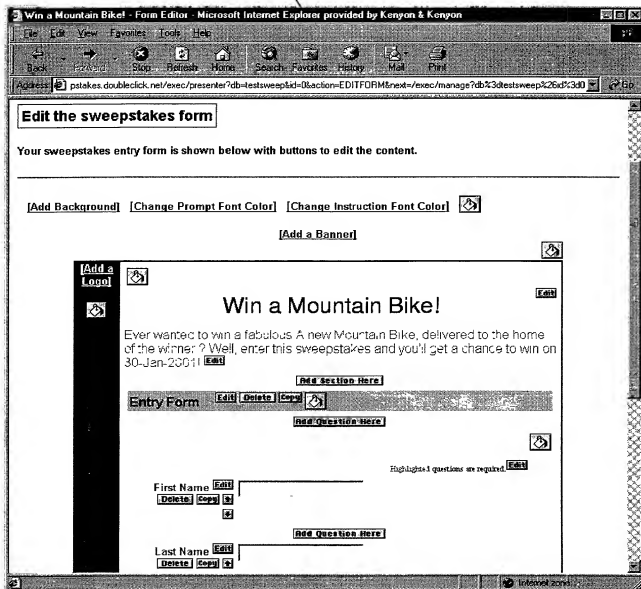 Win a Mountain Bike! - Form Editor - Microsoft Internet Explorer provided by Kenyon & Kenyon
File Edit View Favorites Tools Help
Back Forward Stop Refresh Home Search Favorites History Mail Print
Address pstakes.doubleclick.net/exec/presenter?db=testsweep&id=0&action=EDITFORM&next=/exec/manage?db%3dtestsweep%26id%3d0 Go
Edit the sweepstakes form
Your sweepstakes entry form is shown below with buttons to edit the content.
[Add Background] [Change Prompt Font Color] [Change Instruction Font Color]
[Add a Banner]
[Add a
Logo]
Edit
Win a Mountain Bike!
Ever wanted to win a fabulous A new Mountain Bike, delivered to the home
of the winner ? Well, enter this sweepstakes and you'll get a chance to win on
30-Jan-2001! Edit
Add Section Here
Entry Form Edit Delete Copy
Add Question Here
Highlighted questions are required. Edit
First Name Edit
Delete Copy
Add Question Here
Last Name Edit
Delete Copy
Internet zone